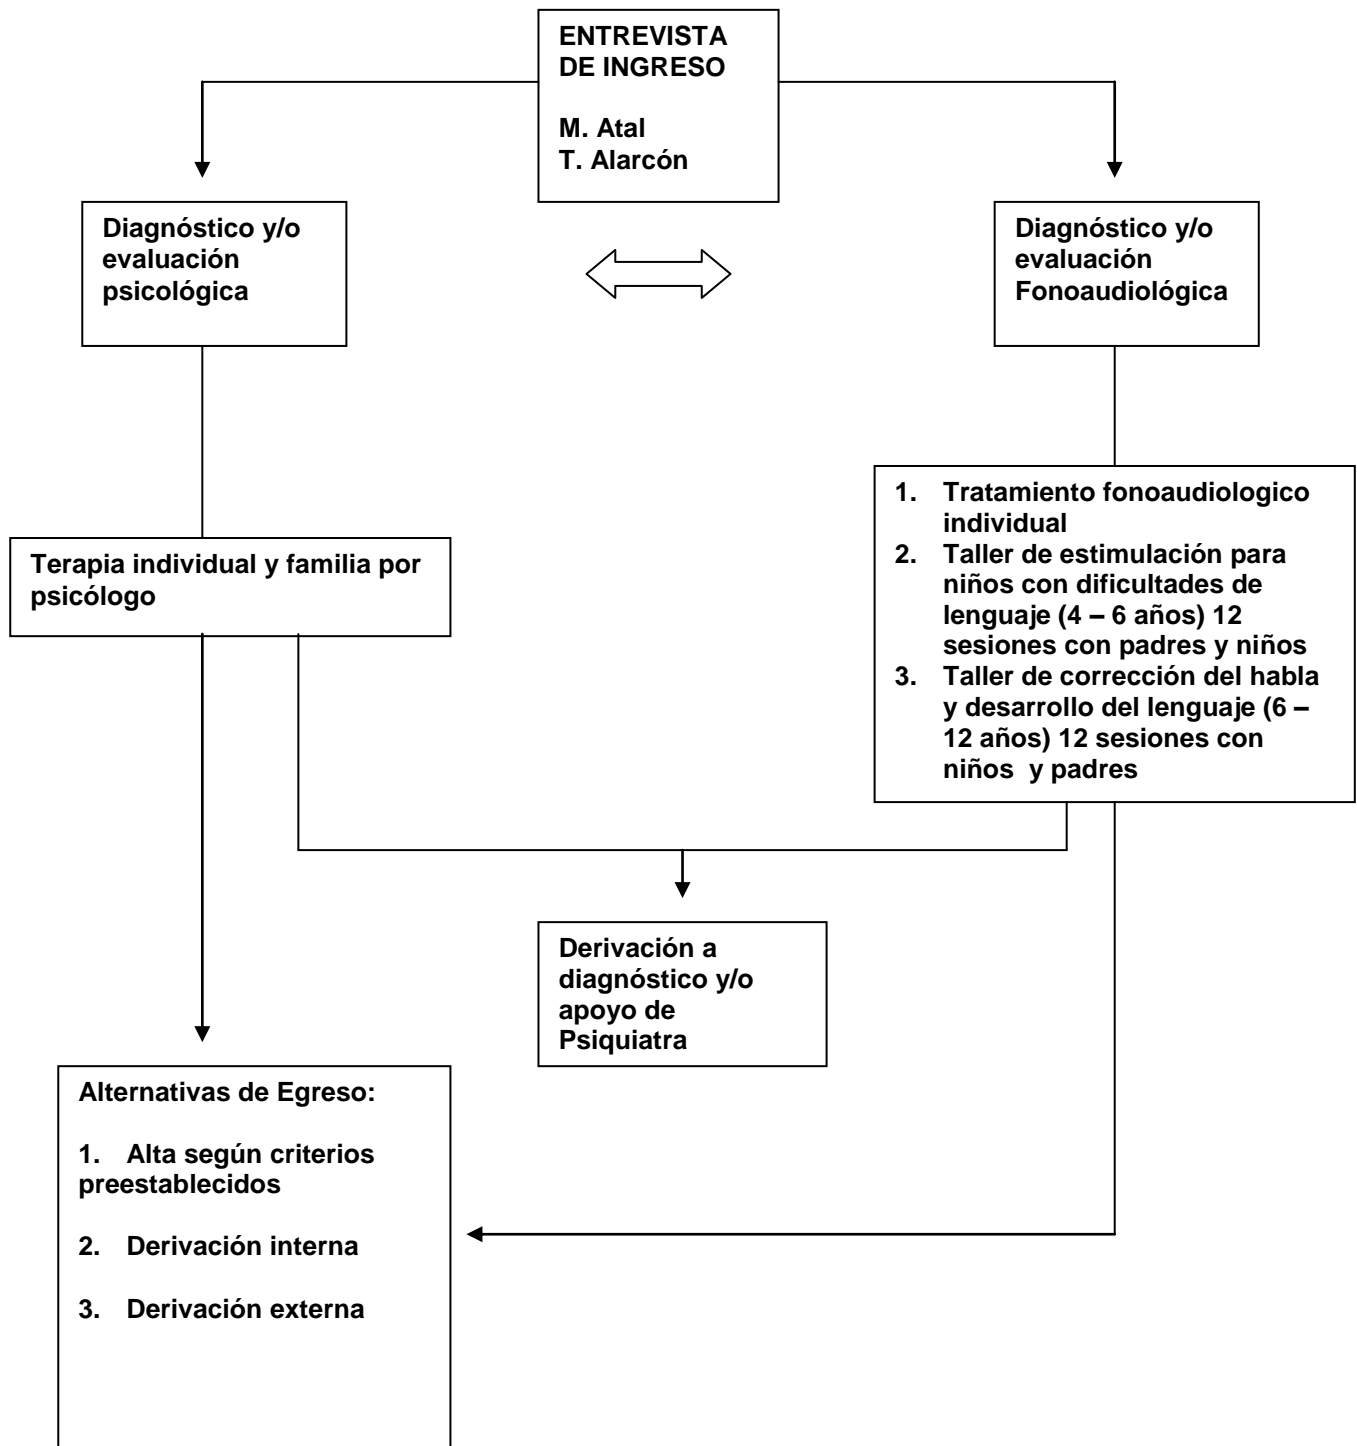 ENTREVISTA
DE INGRESO
M. Atal
T. Alarcón
Diagnóstico y/o
evaluación
psicológica
Diagnóstico y/o
evaluación
Fonoaudiológica
Terapia individual y familia por
psicólogo
1. Tratamiento fonoaudiologico
individual
2. Taller de estimulación para
niños con dificultades de
lenguaje (4 – 6 años) 12
sesiones con padres y niños
3. Taller de corrección del habla
y desarrollo del lenguaje (6 –
12 años) 12 sesiones con
niños y padres
Derivación a
diagnóstico y/o
apoyo de
Psiquiatra
Alternativas de Egreso:
1. Alta según criterios
preestablecidos
2. Derivación interna
3. Derivación externa